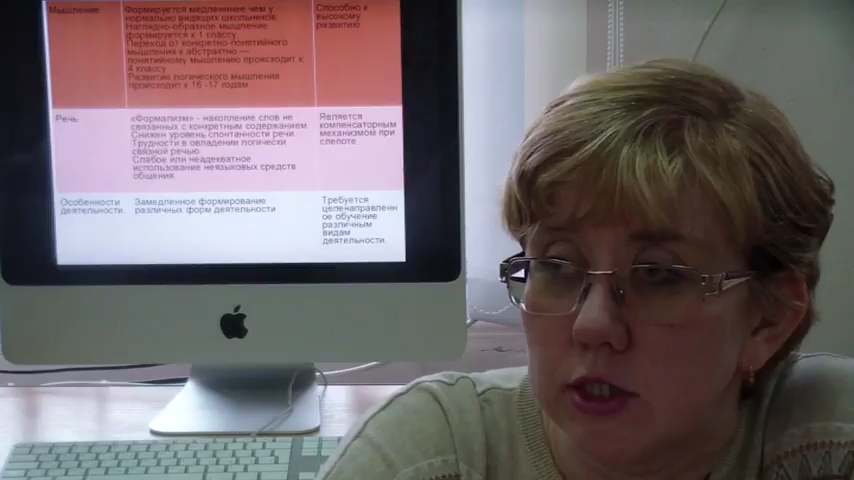 Мышление
Формируется медленнее чем у
нормально видящих школьников.
Наглядно-образное мышление
формируется к 1 классу.
Переход от конкретно-понятийного
мышления к абстрактно —
понятийному мышлению происходит к
4 классу
Развитие логического мышления
происходит к 16 -17 годам.
Способно к
высокому
развитию
Речь
«Формализм» - накопление слов не
связанных с конкретным содержанием.
Снижен уровень спонтанности речи.
Трудности в овладении логически
связной речью.
Слабое или неадекватное
использование неязыковых средств
общения.
Является
компенсаторным
механизмом при
слепоте
Особенности
деятельности
Замедленное формирование
различных форм деятельности
Требуется
целенаправленн
ое обучение
различным
видам
деятельности.